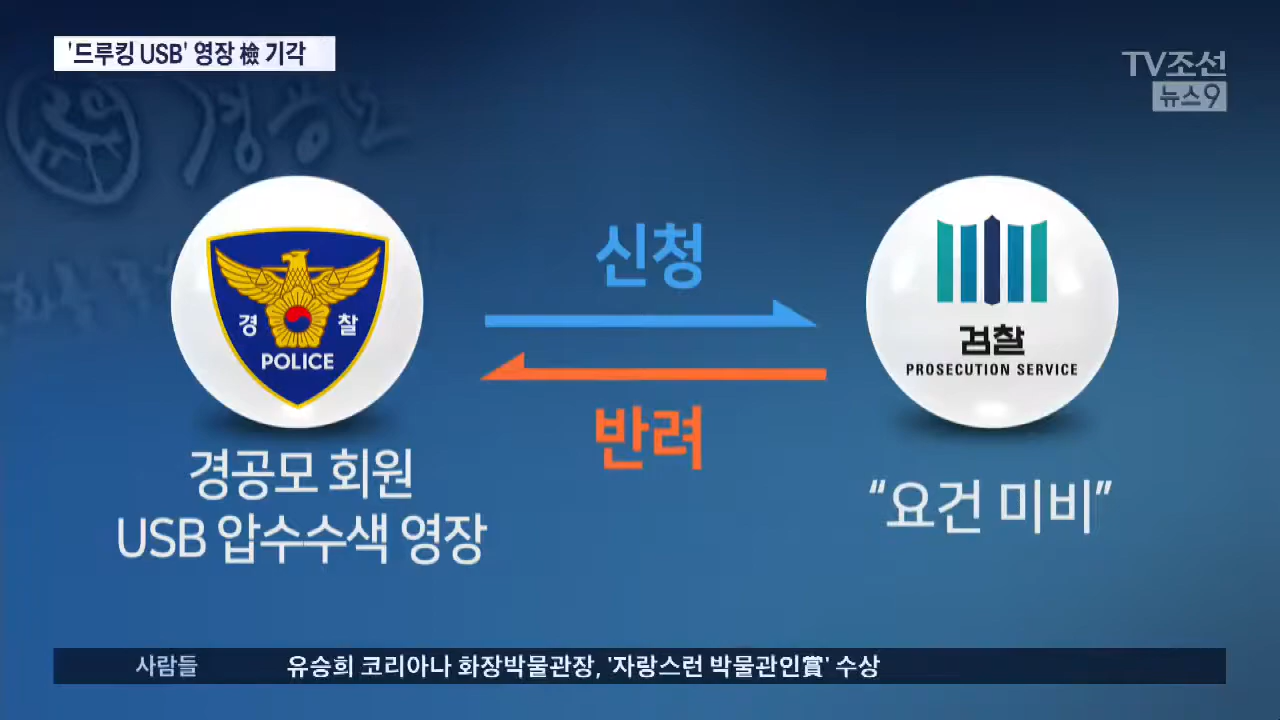 '드루킹 USB' 영장 檢 기각
TV조선
뉴스9
경공모
신청
경 찰
POLICE
검찰
PROSECUTION SERVICE
반려
경공모 회원
USB 압수수색 영장
“요건 미비”
사람들 유승희 코리아나 화장박물관장, '자랑스런 박물관인賞' 수상